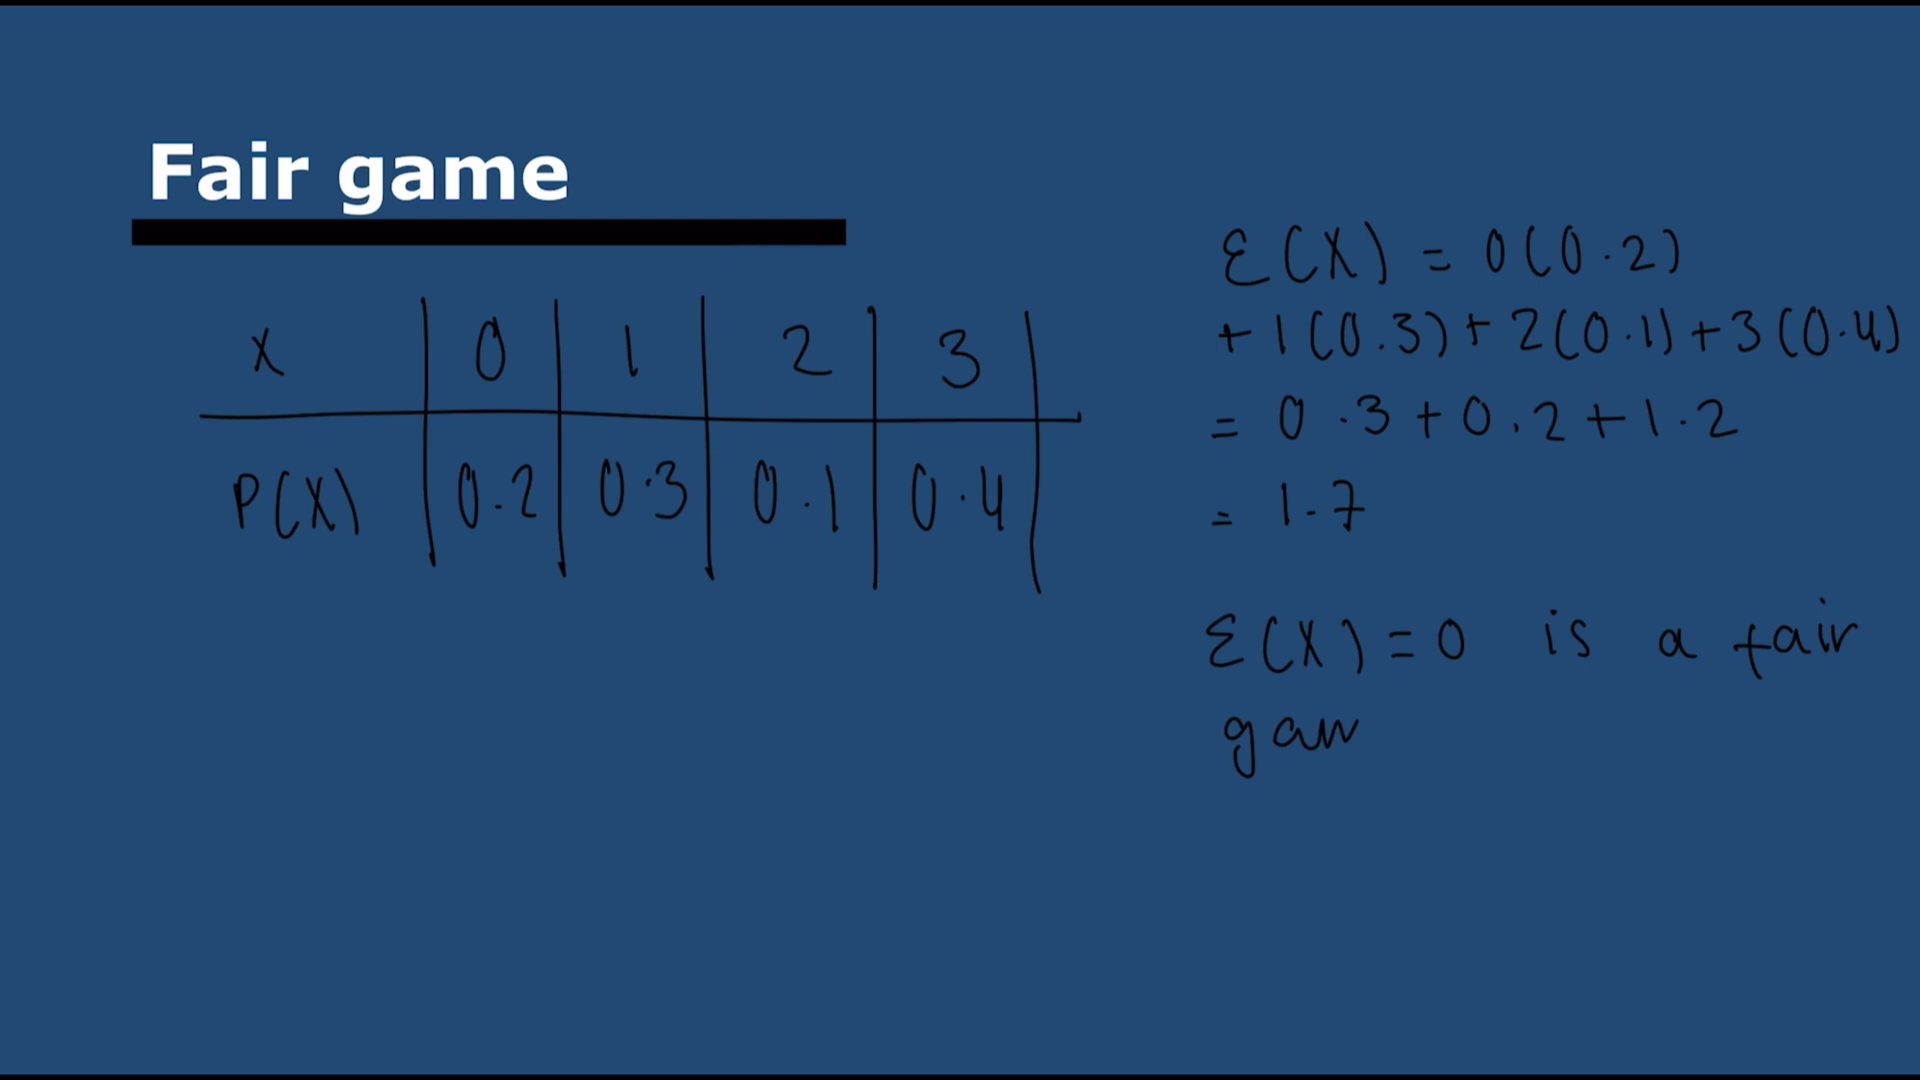 Fair game
x 0 1 2 3
P(X) 0.2 0.3 0.1 0.4
E(X) = 0(0.2)
+ 1(0.3) + 2(0.1) + 3(0.4)
= 0.3 + 0.2 + 1.2
= 1.7
E(X) = 0 is a fair
gam